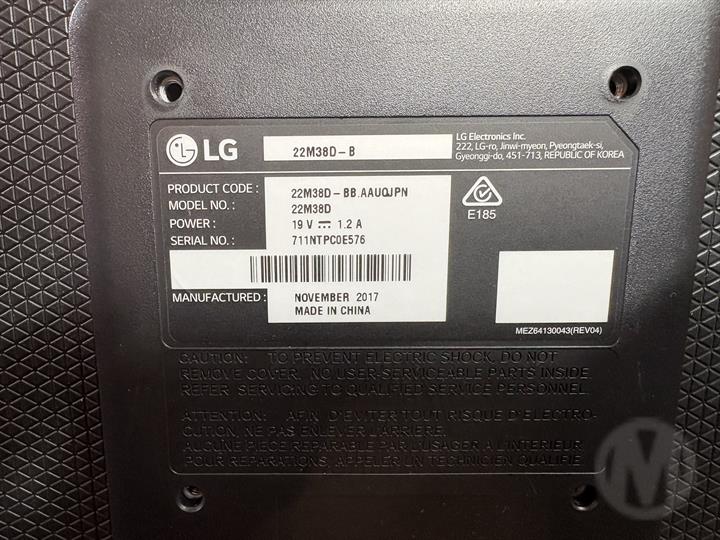 LG 22M38D-B
LG Electronics Inc.
222, LG-ro, Jinwi-myeon, Pyeongtaek-si,
Gyeonggi-do, 451-713, REPUBLIC OF KOREA
PRODUCT CODE : 22M38D-BB.AAUQJPN
MODEL NO. : 22M38D
POWER : 19 V ⎓ 1.2 A
SERIAL NO. : 711NTPC0E576
E185
MANUFACTURED : NOVEMBER 2017
MADE IN CHINA
MEZ64130043(REV04)
CAUTION: TO PREVENT ELECTRIC SHOCK, DO NOT
REMOVE COVER. NO USER-SERVICEABLE PARTS INSIDE.
REFER SERVICING TO QUALIFIED SERVICE PERSONNEL.
ATTENTION: AFIN D'EVITER TOUT RISQUE D'ELECTRO-
CUTION, NE PAS ENLEVER L'ARRIERE.
AUCUNE PIECE REPARABLE PAR L'USAGER A L'INTERIEUR
POUR REPARATIONS, APPELER UN TECHNICIEN QUALIFIE.
M